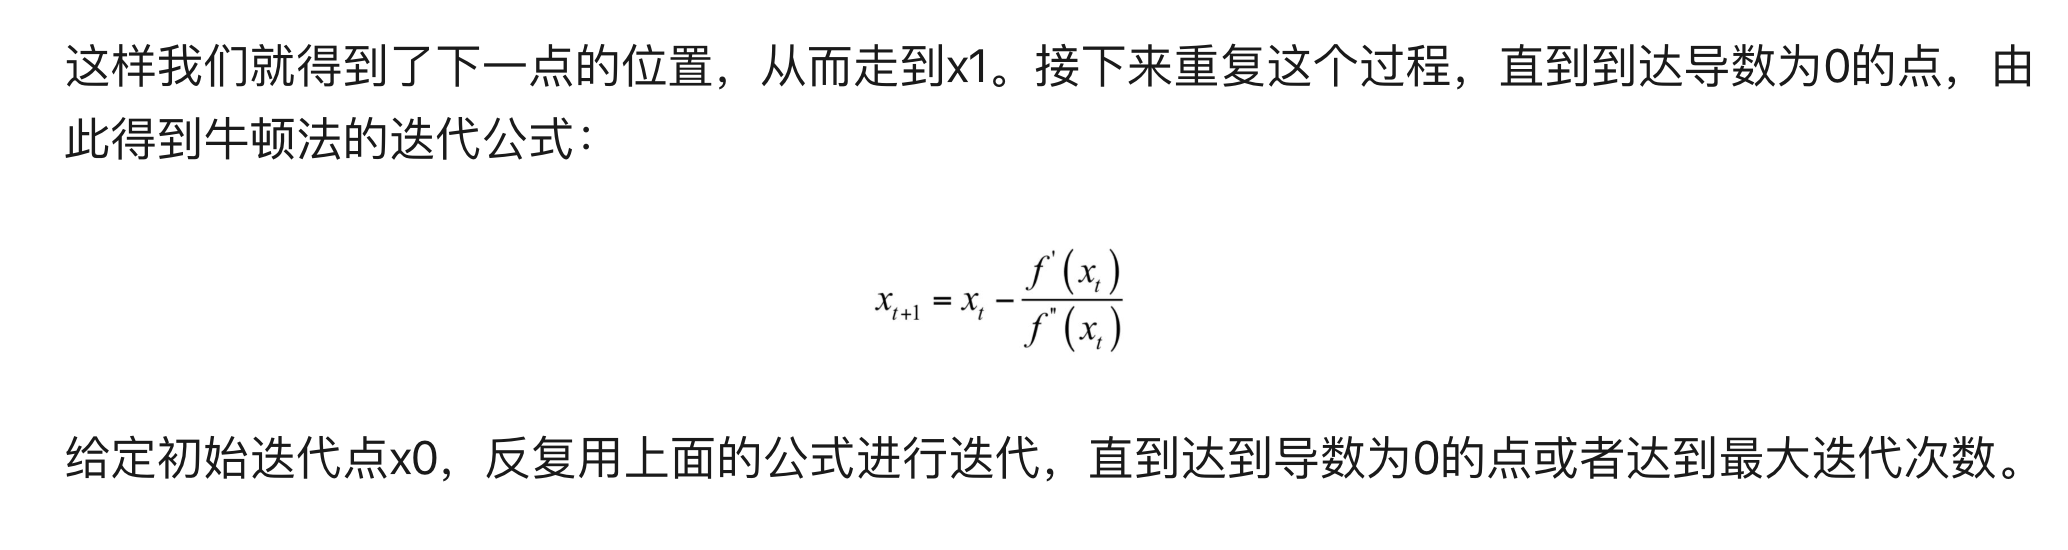 这样我们就得到了下一点的位置，从而走到x1。接下来重复这个过程，直到到达导数为0的点，由
此得到牛顿法的迭代公式：
$x_{t+1} = x_t - \frac{f'(x_t)}{f''(x_t)}$
给定初始迭代点x0，反复用上面的公式进行迭代，直到达到导数为0的点或者达到最大迭代次数。